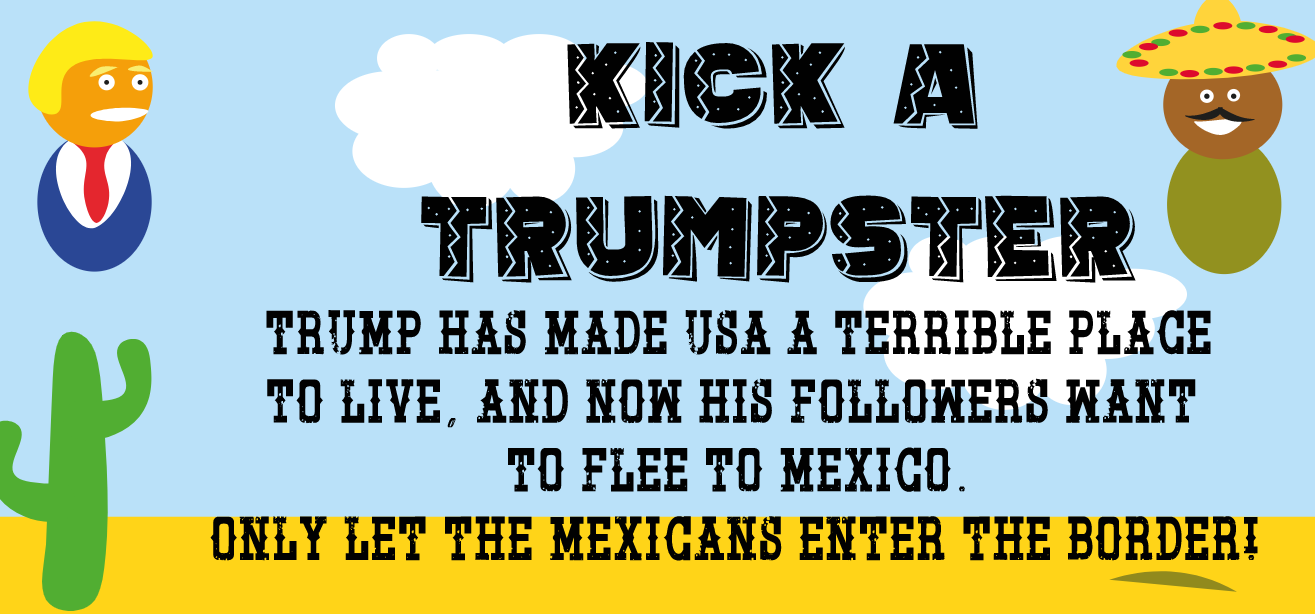 KICK A
TRUMPSTER
TRUMP HAS MADE USA A TERRIBLE PLACE
TO LIVE, AND NOW HIS FOLLOWERS WANT
TO FLEE TO MEXICO.
ONLY LET THE MEXICANS ENTER THE BORDER!